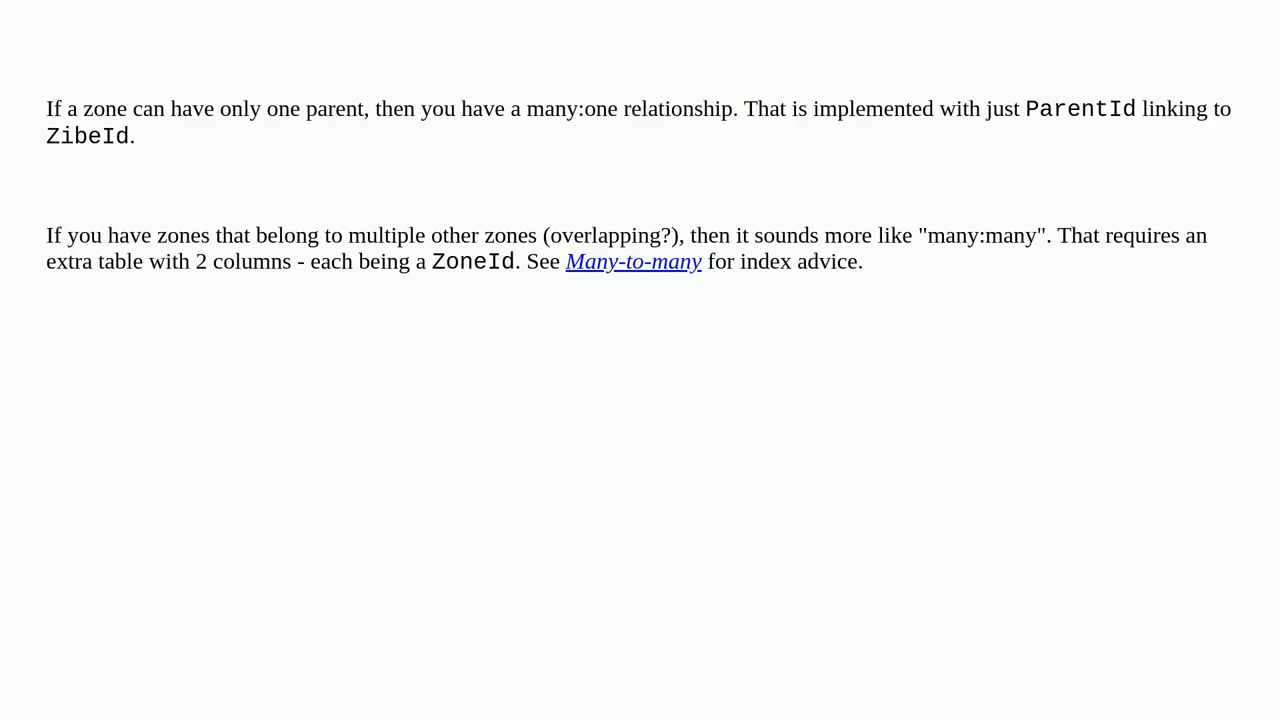 If a zone can have only one parent, then you have a many:one relationship. That is implemented with just ParentId linking to
ZibeId.
If you have zones that belong to multiple other zones (overlapping?), then it sounds more like "many:many". That requires an
extra table with 2 columns - each being a ZoneId. See Many-to-many for index advice.